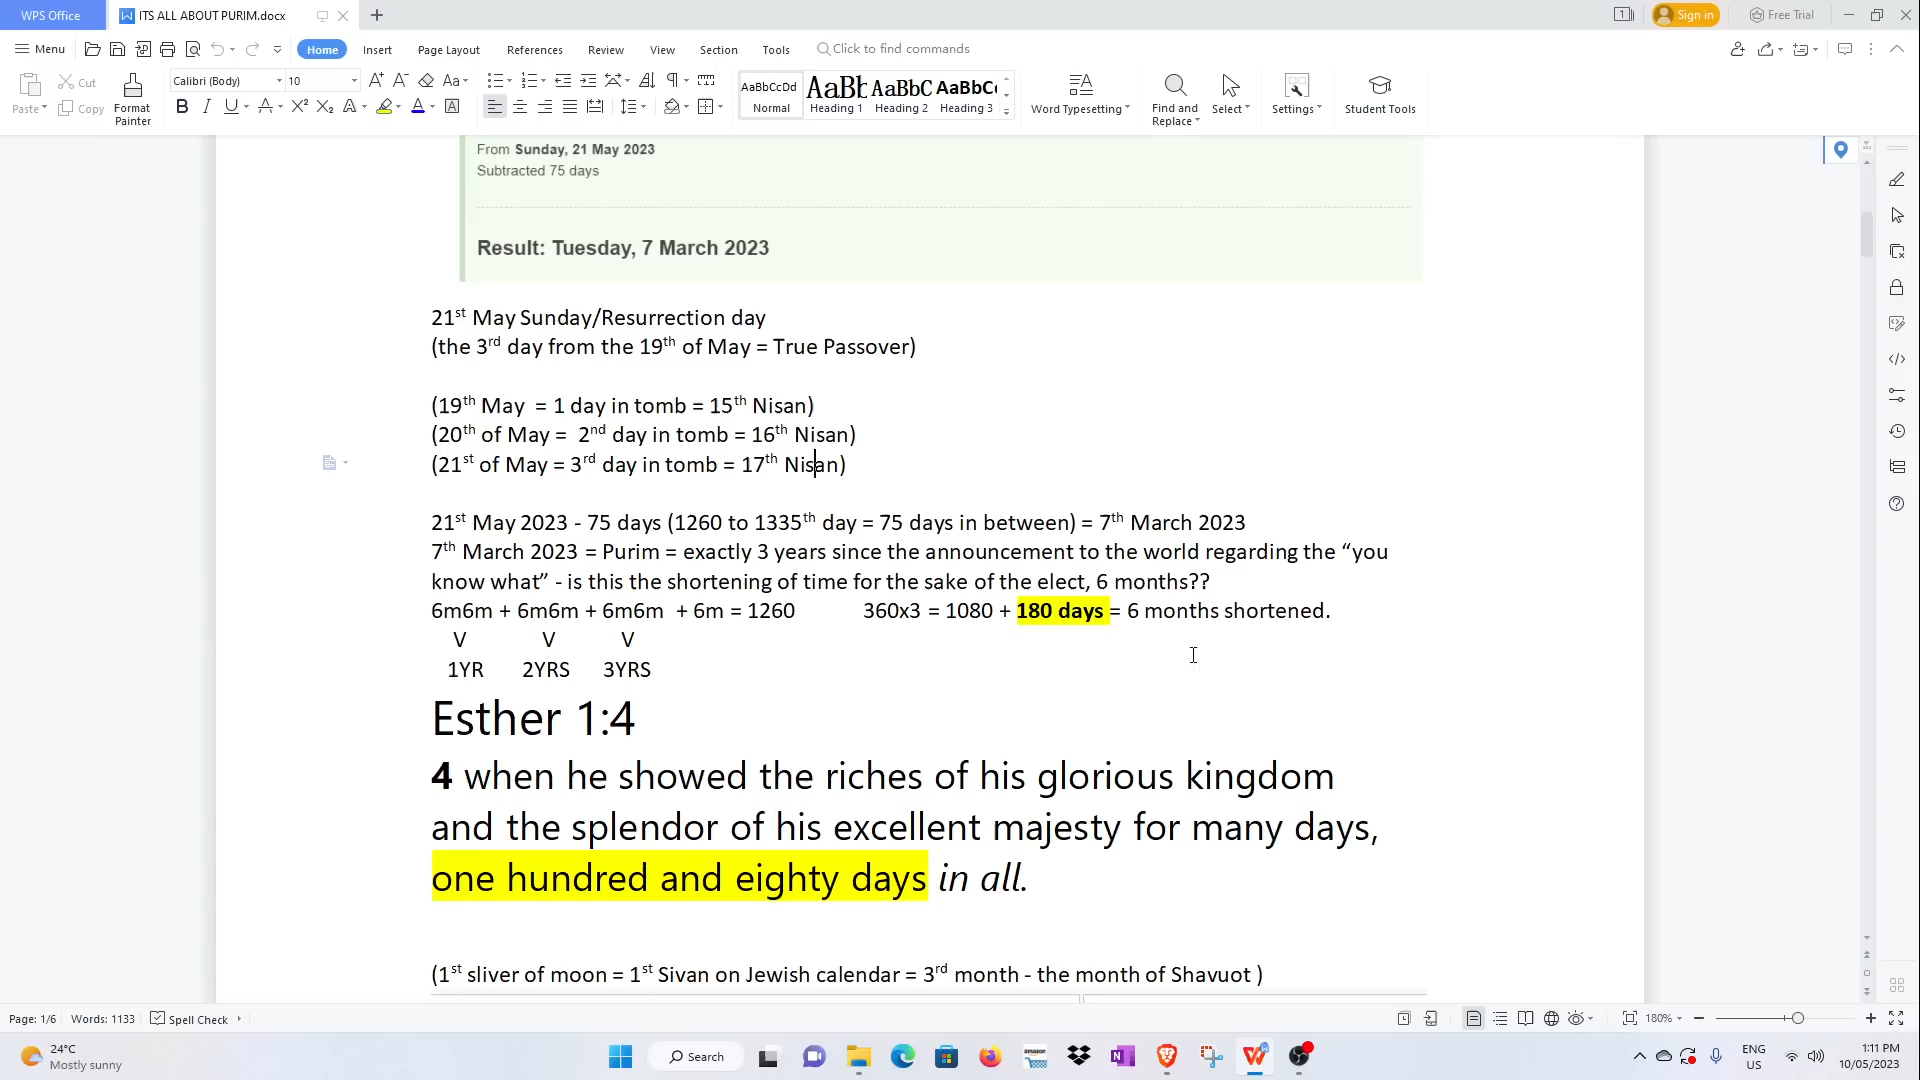 WPS Office
ITS ALL ABOUT PURIM.docx
Sign in
Free Trial
Menu
Home
Insert
Page Layout
References
Review
View
Section
Tools
Click to find commands
Paste
Cut
Copy
Format Painter
Calibri (Body)
10
AaBbCcDd
Normal
AaBb
Heading 1
AaBbC
Heading 2
AaBbC
Heading 3
Word Typesetting
Find and Replace
Select
Settings
Student Tools
From Sunday, 21 May 2023
Subtracted 75 days
Result: Tuesday, 7 March 2023
21st May Sunday/Resurrection day
(the 3rd day from the 19th of May = True Passover)
(19th May = 1 day in tomb = 15th Nisan)
(20th of May = 2nd day in tomb = 16th Nisan)
(21st of May = 3rd day in tomb = 17th Nisan)
21st May 2023 - 75 days (1260 to 1335th day = 75 days in between) = 7th March 2023
7th March 2023 = Purim = exactly 3 years since the announcement to the world regarding the “you
know what” - is this the shortening of time for the sake of the elect, 6 months??
6m6m + 6m6m + 6m6m + 6m = 1260 360x3 = 1080 + 180 days = 6 months shortened.
V V V
1YR 2YRS 3YRS
Esther 1:4
4 when he showed the riches of his glorious kingdom
and the splendor of his excellent majesty for many days,
one hundred and eighty days in all.
(1st sliver of moon = 1st Sivan on Jewish calendar = 3rd month - the month of Shavuot )
Page: 1/6
Words: 1133
Spell Check
180%
24°C
Mostly sunny
Search
ENG
US
1:11 PM
10/05/2023